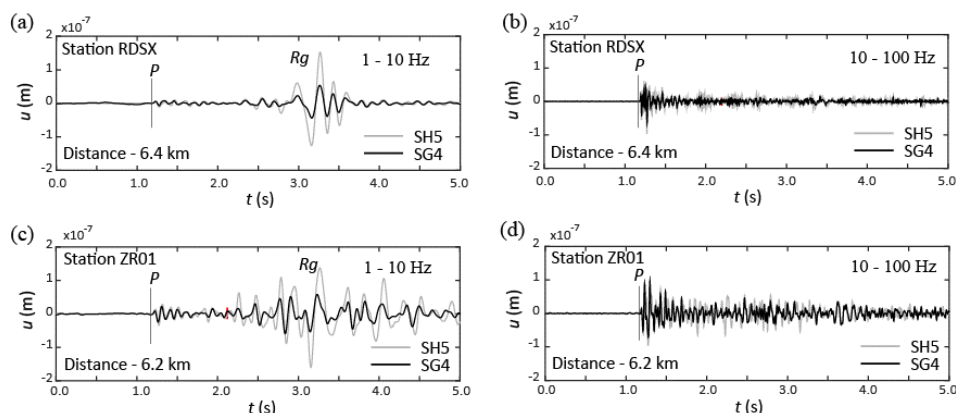 (a)
x10⁻⁷
2
1
0
-1
-2
u (m)
Station RDSX
P
Rg
1 - 10 Hz
SH5
SG4
Distance - 6.4 km
0.0 1.0 2.0 3.0 4.0 5.0
t (s)
(b)
x10⁻⁷
2
1
0
-1
-2
u (m)
Station RDSX
P
10 - 100 Hz
SH5
SG4
Distance - 6.4 km
0.0 1.0 2.0 3.0 4.0 5.0
t (s)
(c)
x10⁻⁷
2
1
0
-1
-2
u (m)
Station ZR01
P
Rg
1 - 10 Hz
SH5
SG4
Distance - 6.2 km
0.0 1.0 2.0 3.0 4.0 5.0
t (s)
(d)
x10⁻⁷
2
1
0
-1
-2
u (m)
Station ZR01
P
10 - 100 Hz
SH5
SG4
Distance - 6.2 km
0.0 1.0 2.0 3.0 4.0 5.0
t (s)